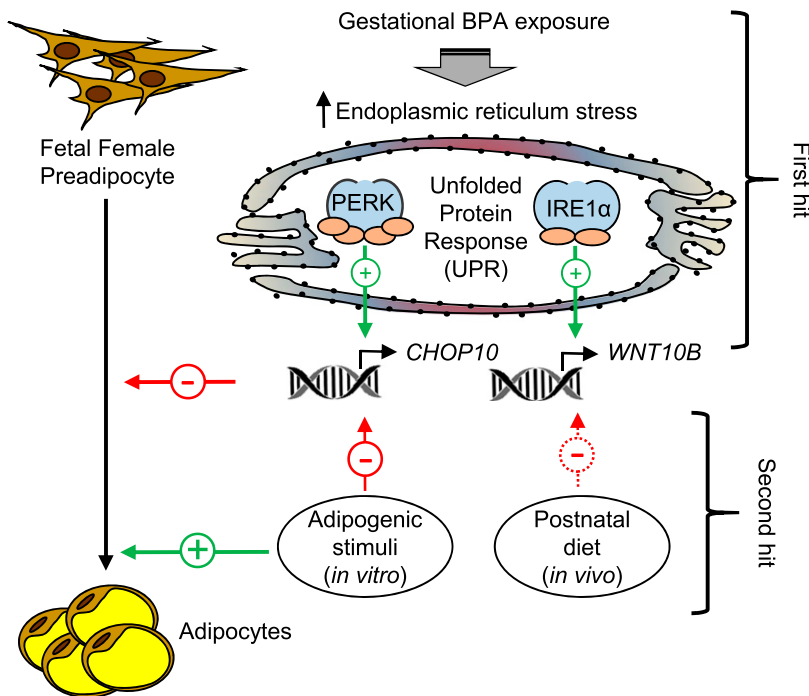 Gestational BPA exposure
Endoplasmic reticulum stress
Fetal Female
Preadipocyte
PERK
Unfolded
Protein
Response
(UPR)
IRE1α
+
+
First hit
CHOP10
WNT10B
-
-
-
Adipogenic
stimuli
(in vitro)
Postnatal
diet
(in vivo)
Second hit
+
Adipocytes